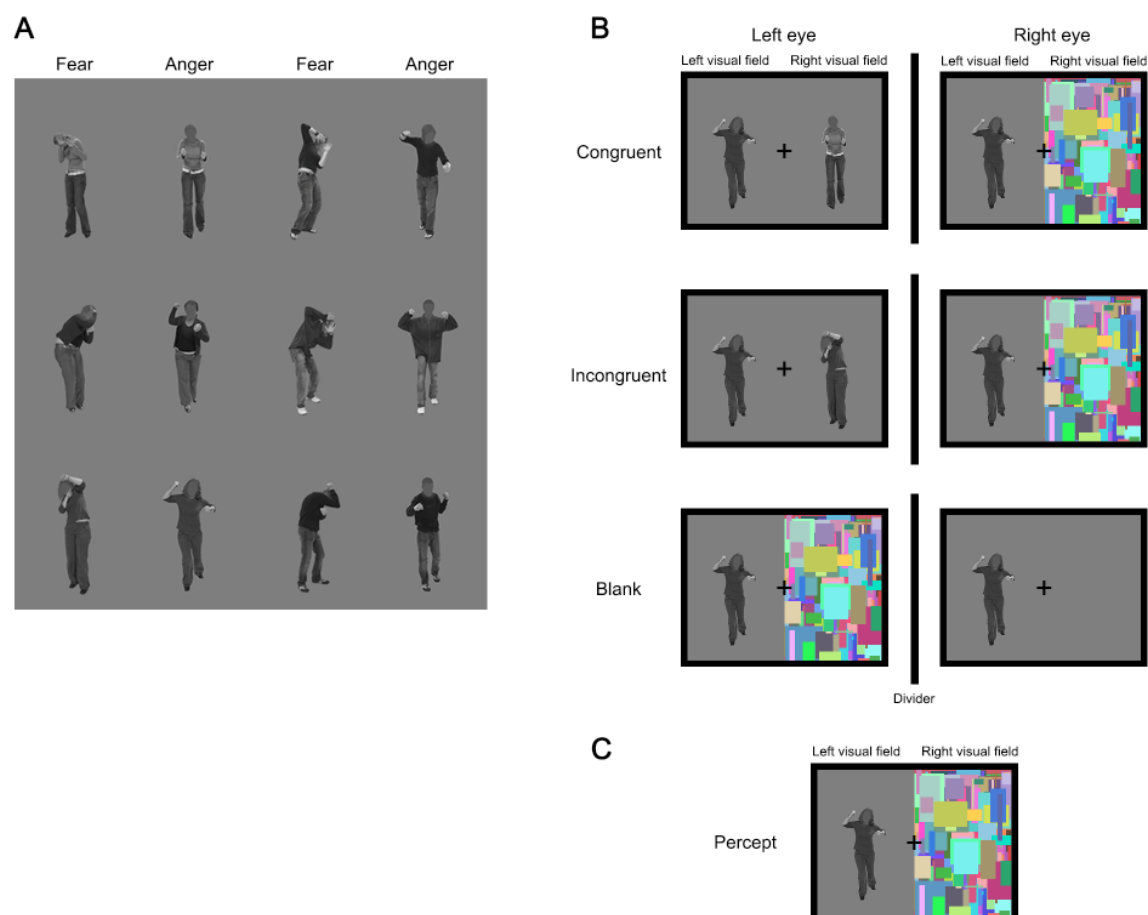 A
Fear Anger Fear Anger
B
Left eye Right eye
Left visual field Right visual field Left visual field Right visual field
Congruent
Incongruent
Blank
Divider
C
Left visual field Right visual field
Percept